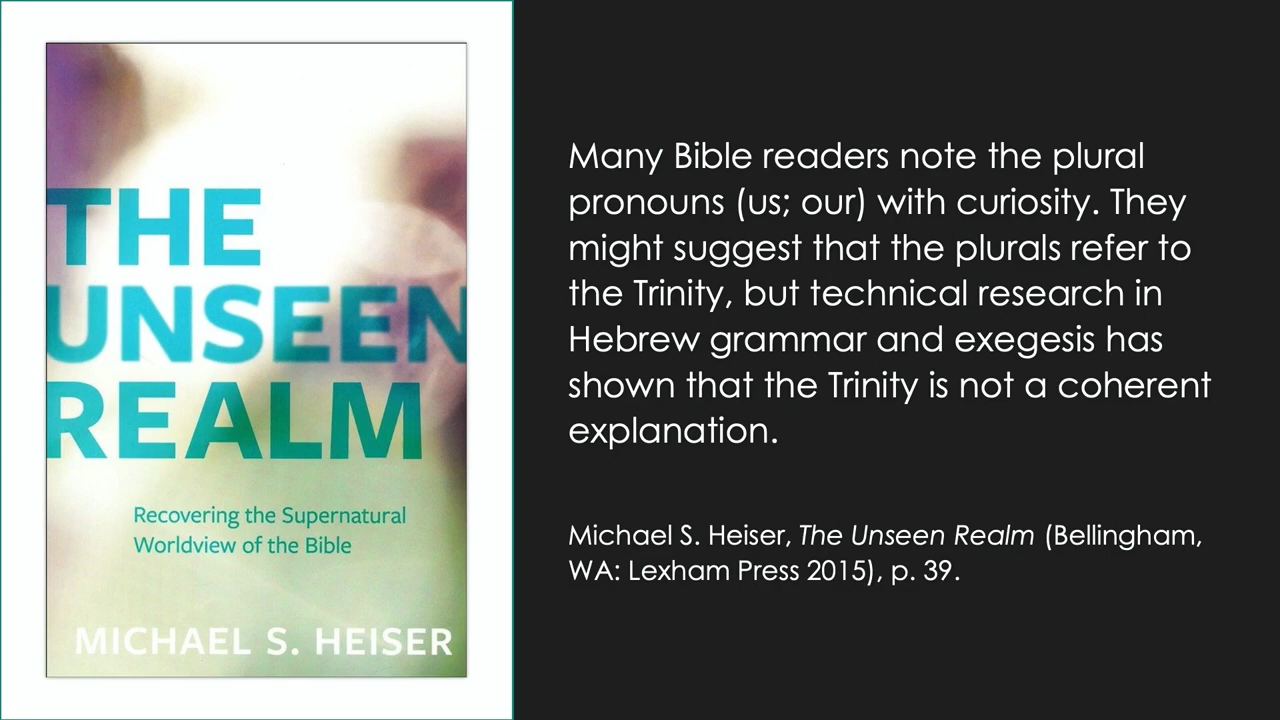 THE
UNSEEN
REALM
Recovering the Supernatural
Worldview of the Bible
MICHAEL S. HEISER
Many Bible readers note the plural
pronouns (us; our) with curiosity. They
might suggest that the plurals refer to
the Trinity, but technical research in
Hebrew grammar and exegesis has
shown that the Trinity is not a coherent
explanation.
Michael S. Heiser, The Unseen Realm (Bellingham,
WA: Lexham Press 2015), p. 39.